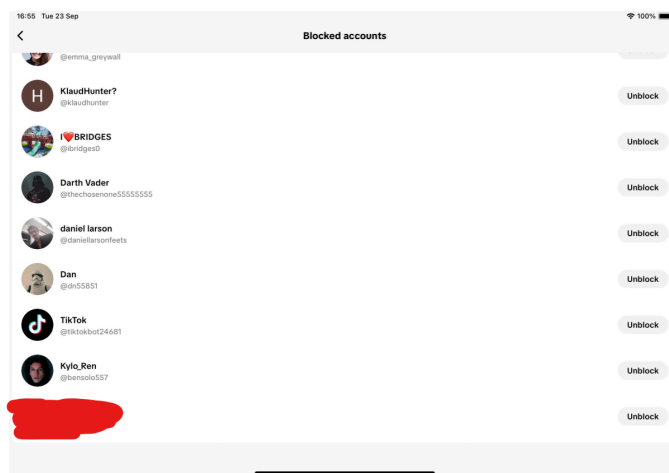 16:55 Tue 23 Sep
100%
Blocked accounts
@emma_greywall
H
KlaudHunter?
@klaudhunter
Unblock
I❤️BRIDGES
@ibridges0
Unblock
Darth Vader
@thechosenone55555555
Unblock
daniel larson
@daniellarsonfeets
Unblock
Dan
@dn55851
Unblock
TikTok
@tiktokbot24681
Unblock
Kylo_Ren
@bensolo557
Unblock
Unblock